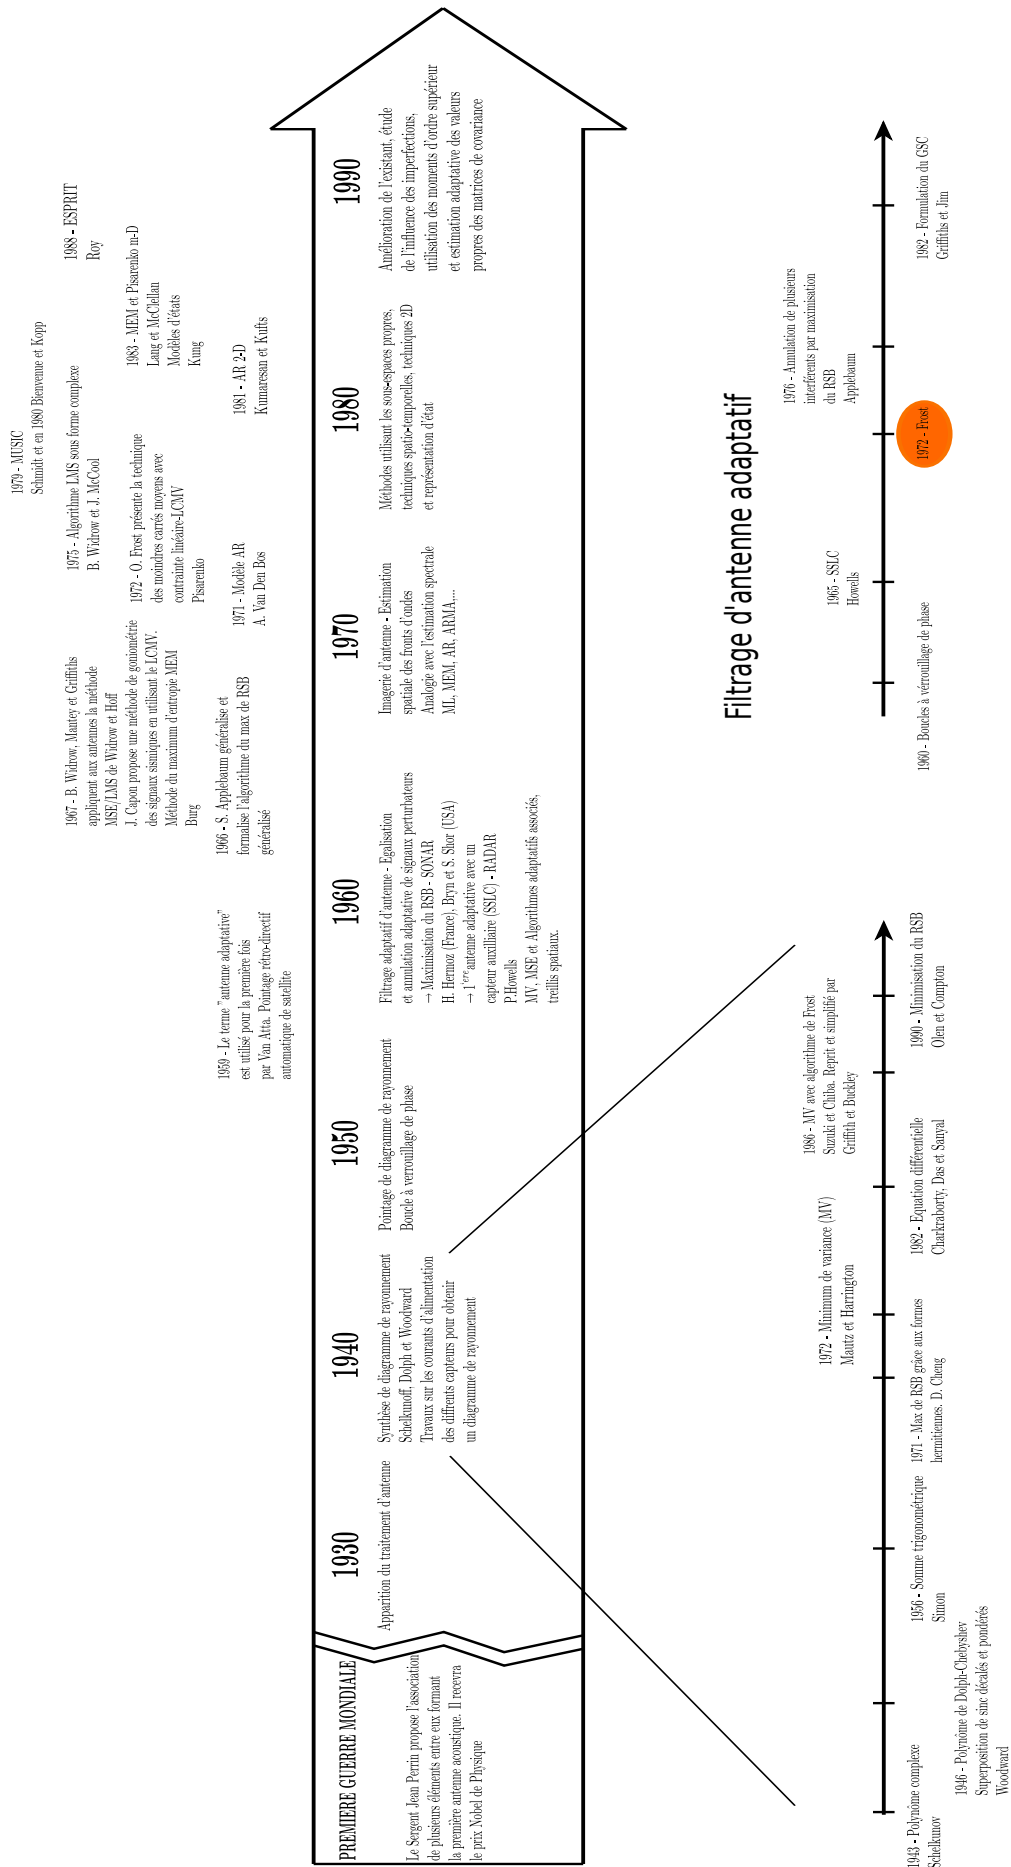 1979 - MUSIC
Schmidt et en 1980 Bienvenue et Kopp
1967 - B. Widrow, Mantey et Griffiths
appliquent aux antennes la méthode
MSE/LMS de Widrow et Hoff
J. Capon propose une méthode de goniométrie
des signaux sismiques en utilisant le LCMV.
Méthode du maximum d'entropie MEM
Burg
1975 - Algorithme LMS sous forme complexe
B. Widrow et J. McCool
1988 - ESPRIT
Roy
1972 - O. Frost présente la technique
des moindres carrés moyens avec
contrainte linéaire-LCMV
Pisarenko
1983 - MEM et Pisarenko m-D
Lang et McClellan
Modèles d'états
Kung
1959 - Le terme "antenne adaptative"
est utilisé pour la première fois
par Van Atta. Pointage rétro-directif
automatique de satellite
1966 - S. Applebaum généralise et
formalise l'algorithme du max de RSB
généralisé
1971 - Modèle AR
A. Van Den Bos
1981 - AR 2-D
Kumaresan et Kufts
PREMIERE GUERRE MONDIALE
Le Sergent Jean Perrin propose l'association
de plusieurs éléments entre eux formant
la première antenne acoustique. Il recevra
le prix Nobel de Physique
1930
Apparition du traitement d'antenne
1940
Synthèse de diagramme de rayonnement
Schelkunoff, Dolph et Woodward
Travaux sur les courants d'alimentation
des diffrents capteurs pour obtenir
un diagramme de rayonnement
1950
Pointage de diagramme de rayonnement
Boucle à verrouillage de phase
1960
Filtrage adaptatif d'antenne - Egalisation
et annulation adaptative de signaux perturbateurs
→ Maximisation du RSB - SONAR
H. Hermoz (France), Bryn et S. Shor (USA)
→ 1ère antenne adaptative avec un
capteur auxilliaire (SSLC) - RADAR
P.Howells
MV, MSE et Algorithmes adaptatifs associés,
treillis spatiaux.
1970
Imagerie d'antenne - Estimation
spatiale des fronts d'ondes
Analogie avec l'estimation spectrale
ML, MEM, AR, ARMA,...
1980
Méthodes utilisant les sous-espaces propres,
techniques spatio-temporelles, techniques 2D
et représentation d'état
1990
Amélioration de l'existant, étude
de l'influence des imperfections,
utilisation des moments d'ordre supérieur
et estimation adaptative des valeurs
propres des matrices de covariance
Filtrage d'antenne adaptatif
1960 - Boucles à vérrouillage de phase
1965 - SSLC
Howells
1972 - Frost
1976 - Annulation de plusieurs
interférents par maximisation
du RSB
Applebaum
1982 - Formulation du GSC
Griffiths et Jim
1943 - Polynôme complexe
Schelkunov
1946 - Polynôme de Dolph-Chebyshev
Superposition de sinc décalés et pondérés
Woodward
1956 - Somme trigonométrique
Simon
1971 - Max de RSB grâce aux formes
hermitiennes. D. Cheng
1972 - Minimum de variance (MV)
Mautz et Harrington
1982 - Equation différentielle
Charkraborty, Das et Sanyal
1986 - MV avec algorithme de Frost
Suzuki et Chiba. Reprit et simplifié par
Griffith et Buckley
1990 - Minimisation du RSB
Olen et Compton